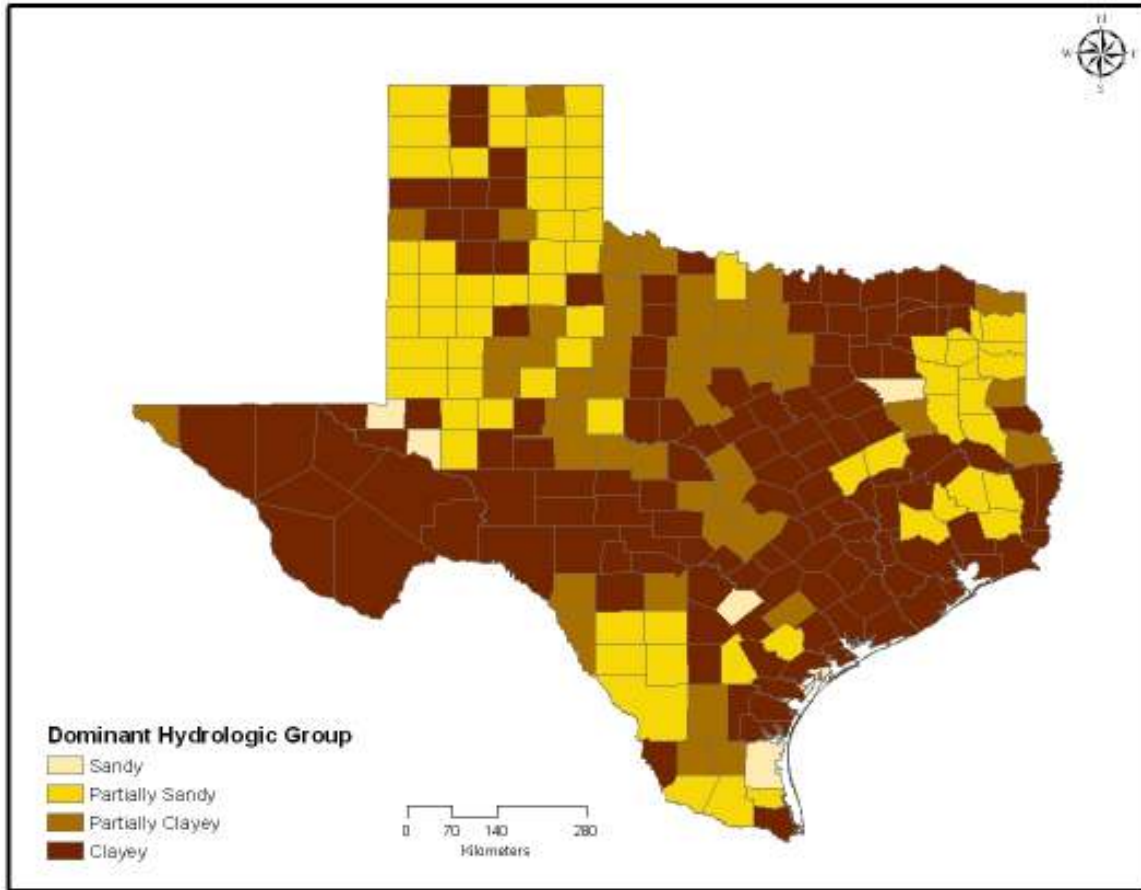 N
W E
S
Dominant Hydrologic Group
Sandy
Partially Sandy
Partially Clayey
Clayey
0 70 140 280
Kilometers